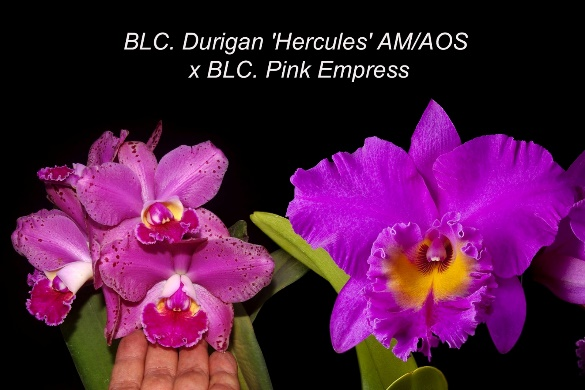 BLC. Durigan 'Hercules' AM/AOS
x BLC. Pink Empress